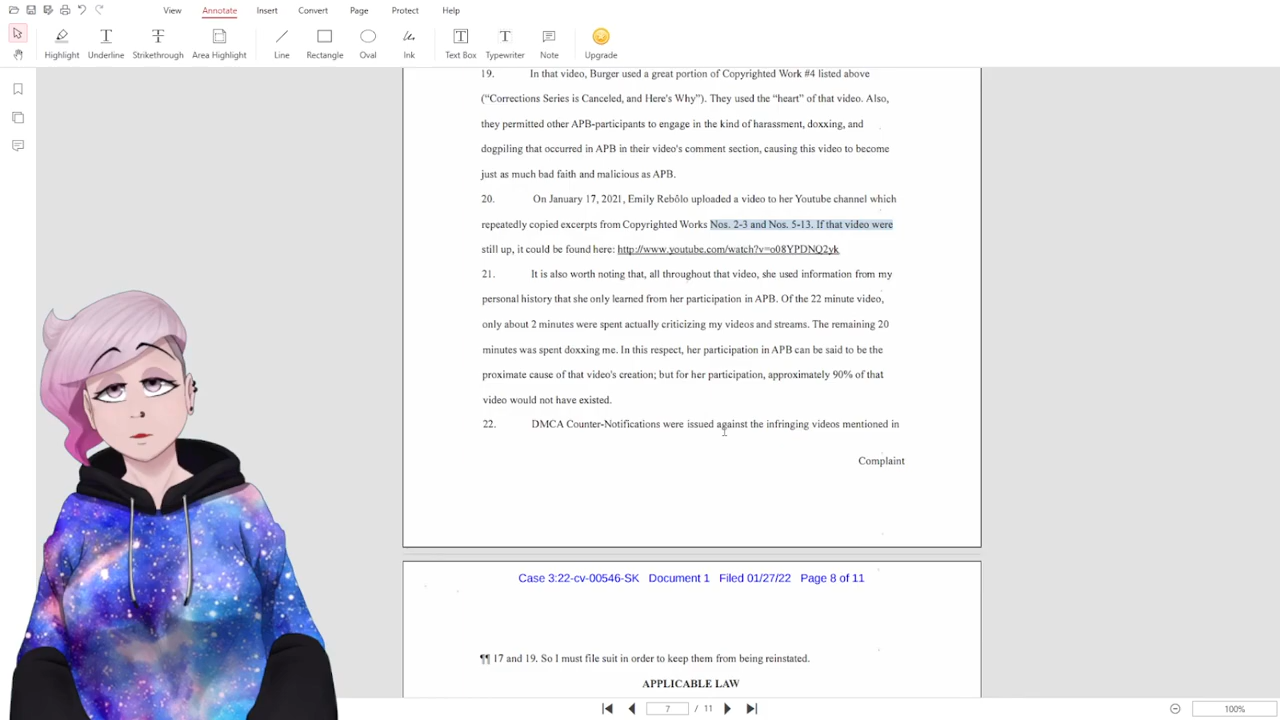 View Annotate Insert Convert Page Protect Help
Highlight Underline Strikethrough Area Highlight Line Rectangle Oval Ink Text Box Typewriter Note Upgrade
19. In that video, Burger used a great portion of Copyrighted Work #4 listed above
(“Corrections Series is Canceled, and Here's Why”). They used the “heart” of that video. Also,
they permitted other APB-participants to engage in the kind of harassment, doxxing, and
dogpiling that occurred in APB in their video's comment section, causing this video to become
just as much bad faith and malicious as APB.
20. On January 17, 2021, Emily Rebôlo uploaded a video to her Youtube channel which
repeatedly copied excerpts from Copyrighted Works Nos. 2-3 and Nos. 5-13. If that video were
still up, it could be found here: http://www.youtube.com/watch?v=o08YPDNQ2yk
21. It is also worth noting that, all throughout that video, she used information from my
personal history that she only learned from her participation in APB. Of the 22 minute video,
only about 2 minutes were spent actually criticizing my videos and streams. The remaining 20
minutes was spent doxxing me. In this respect, her participation in APB can be said to be the
proximate cause of that video's creation; but for her participation, approximately 90% of that
video would not have existed.
22. DMCA Counter-Notifications were issued against the infringing videos mentioned in
Complaint
Case 3:22-cv-00546-SK Document 1 Filed 01/27/22 Page 8 of 11
¶¶ 17 and 19. So I must file suit in order to keep them from being reinstated.
APPLICABLE LAW
7 / 11 100%